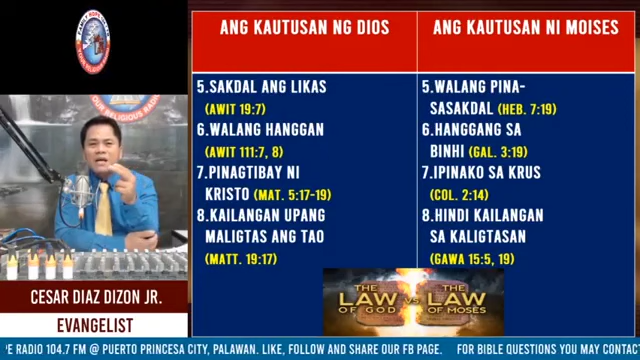 ANG KAUTUSAN NG DIOS
5.SAKDAL ANG LIKAS
(AWIT 19:7)
6.WALANG HANGGAN
(AWIT 111:7, 8)
7.PINAGTIBAY NI
KRISTO (MAT. 5:17-19)
8.KAILANGAN UPANG
MALIGTAS ANG TAO
(MATT. 19:17)
ANG KAUTUSAN NI MOISES
5.WALANG PINA-
SASAKDAL (HEB. 7:19)
6.HANGGANG SA
BINHI (GAL. 3:19)
7.IPINAKO SA KRUS
(COL. 2:14)
8.HINDI KAILANGAN
SA KALIGTASAN
(GAWA 15:5, 19)
THE LAW OF GOD
VS.
THE LAW OF MOSES
CESAR DIAZ DIZON JR.
EVANGELIST
PE RADIO 104.7 FM @ PUERTO PRINCESA CITY, PALAWAN. LIKE, FOLLOW AND SHARE OUR FB PAGE. FOR BIBLE QUESTIONS YOU MAY CONTACT